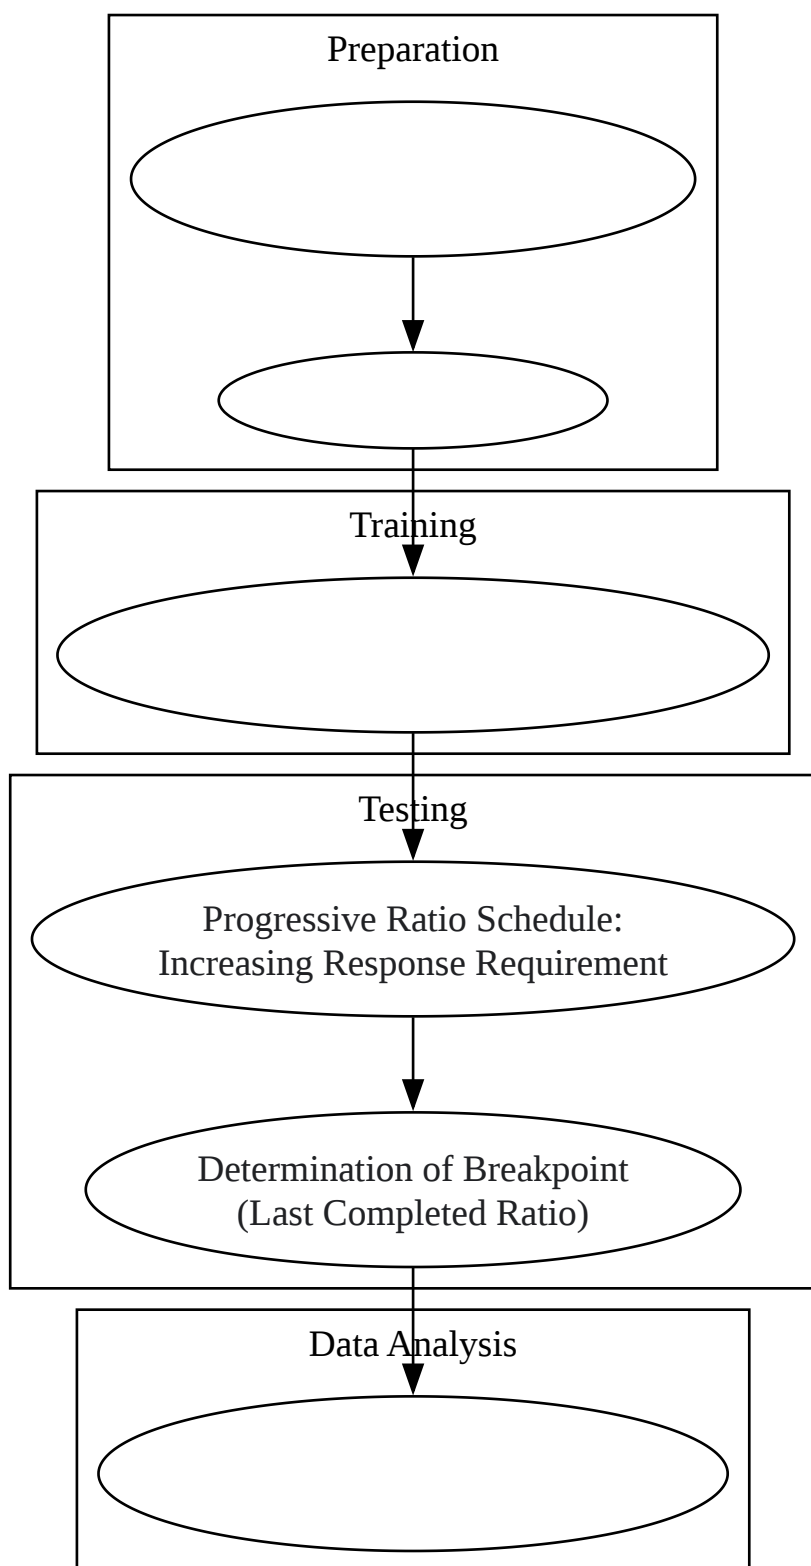 Preparation
Training
Testing
Progressive Ratio Schedule:
Increasing Response Requirement
Determination of Breakpoint
(Last Completed Ratio)
Data Analysis